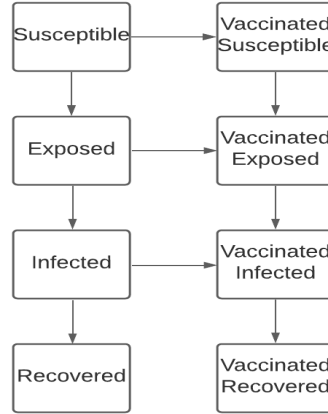 Susceptible
Vaccinated
Susceptible
Exposed
Vaccinated
Exposed
Infected
Vaccinated
Infected
Recovered
Vaccinated
Recovered